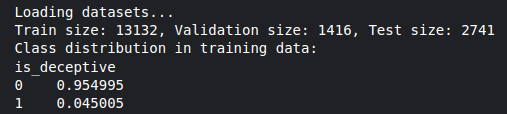 Loading datasets...
Train size: 13132, Validation size: 1416, Test size: 2741
Class distribution in training data:
is_deceptive
0    0.954995
1    0.045005